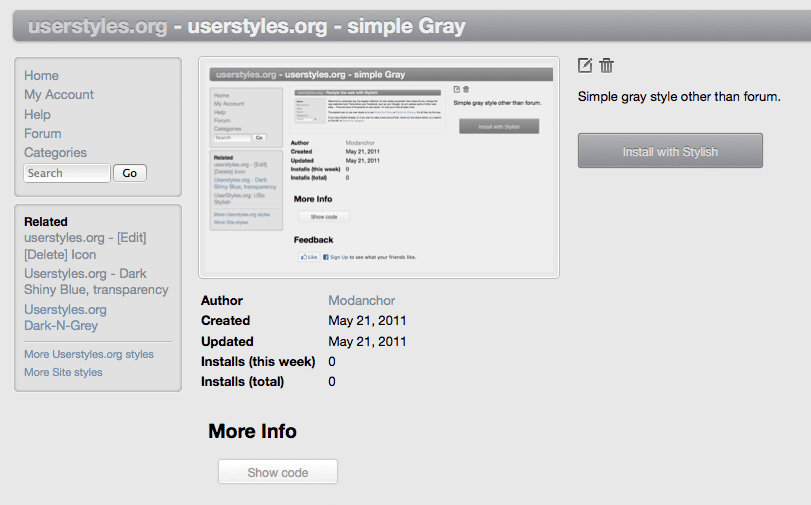 userstyles.org - userstyles.org - simple Gray
Home
My Account
Help
Forum
Categories
Search Go
Related
userstyles.org - [Edit]
[Delete] Icon
Userstyles.org - Dark
Shiny Blue, transparency
Userstyles.org
Dark-N-Grey
More Userstyles.org styles
More Site styles
userstyles.org - userstyles.org - simple Gray
Home
My Account
Help
Forum
Categories
Search Go
Related
userstyles.org - [Edit]
[Delete] Icon
Userstyles.org - Dark
Shiny Blue, transparency
UserStyles.org: USo
Stylish
More Userstyles.org styles
More Site styles
Simple gray style other than forum.
Install with Stylish
Author Modanchor
Created May 21, 2011
Updated May 21, 2011
Installs (this week) 0
Installs (total) 0
More Info
Show code
Feedback
Like Sign Up to see what your friends like.
Simple gray style other than forum.
Install with Stylish
Author Modanchor
Created May 21, 2011
Updated May 21, 2011
Installs (this week) 0
Installs (total) 0
More Info
Show code